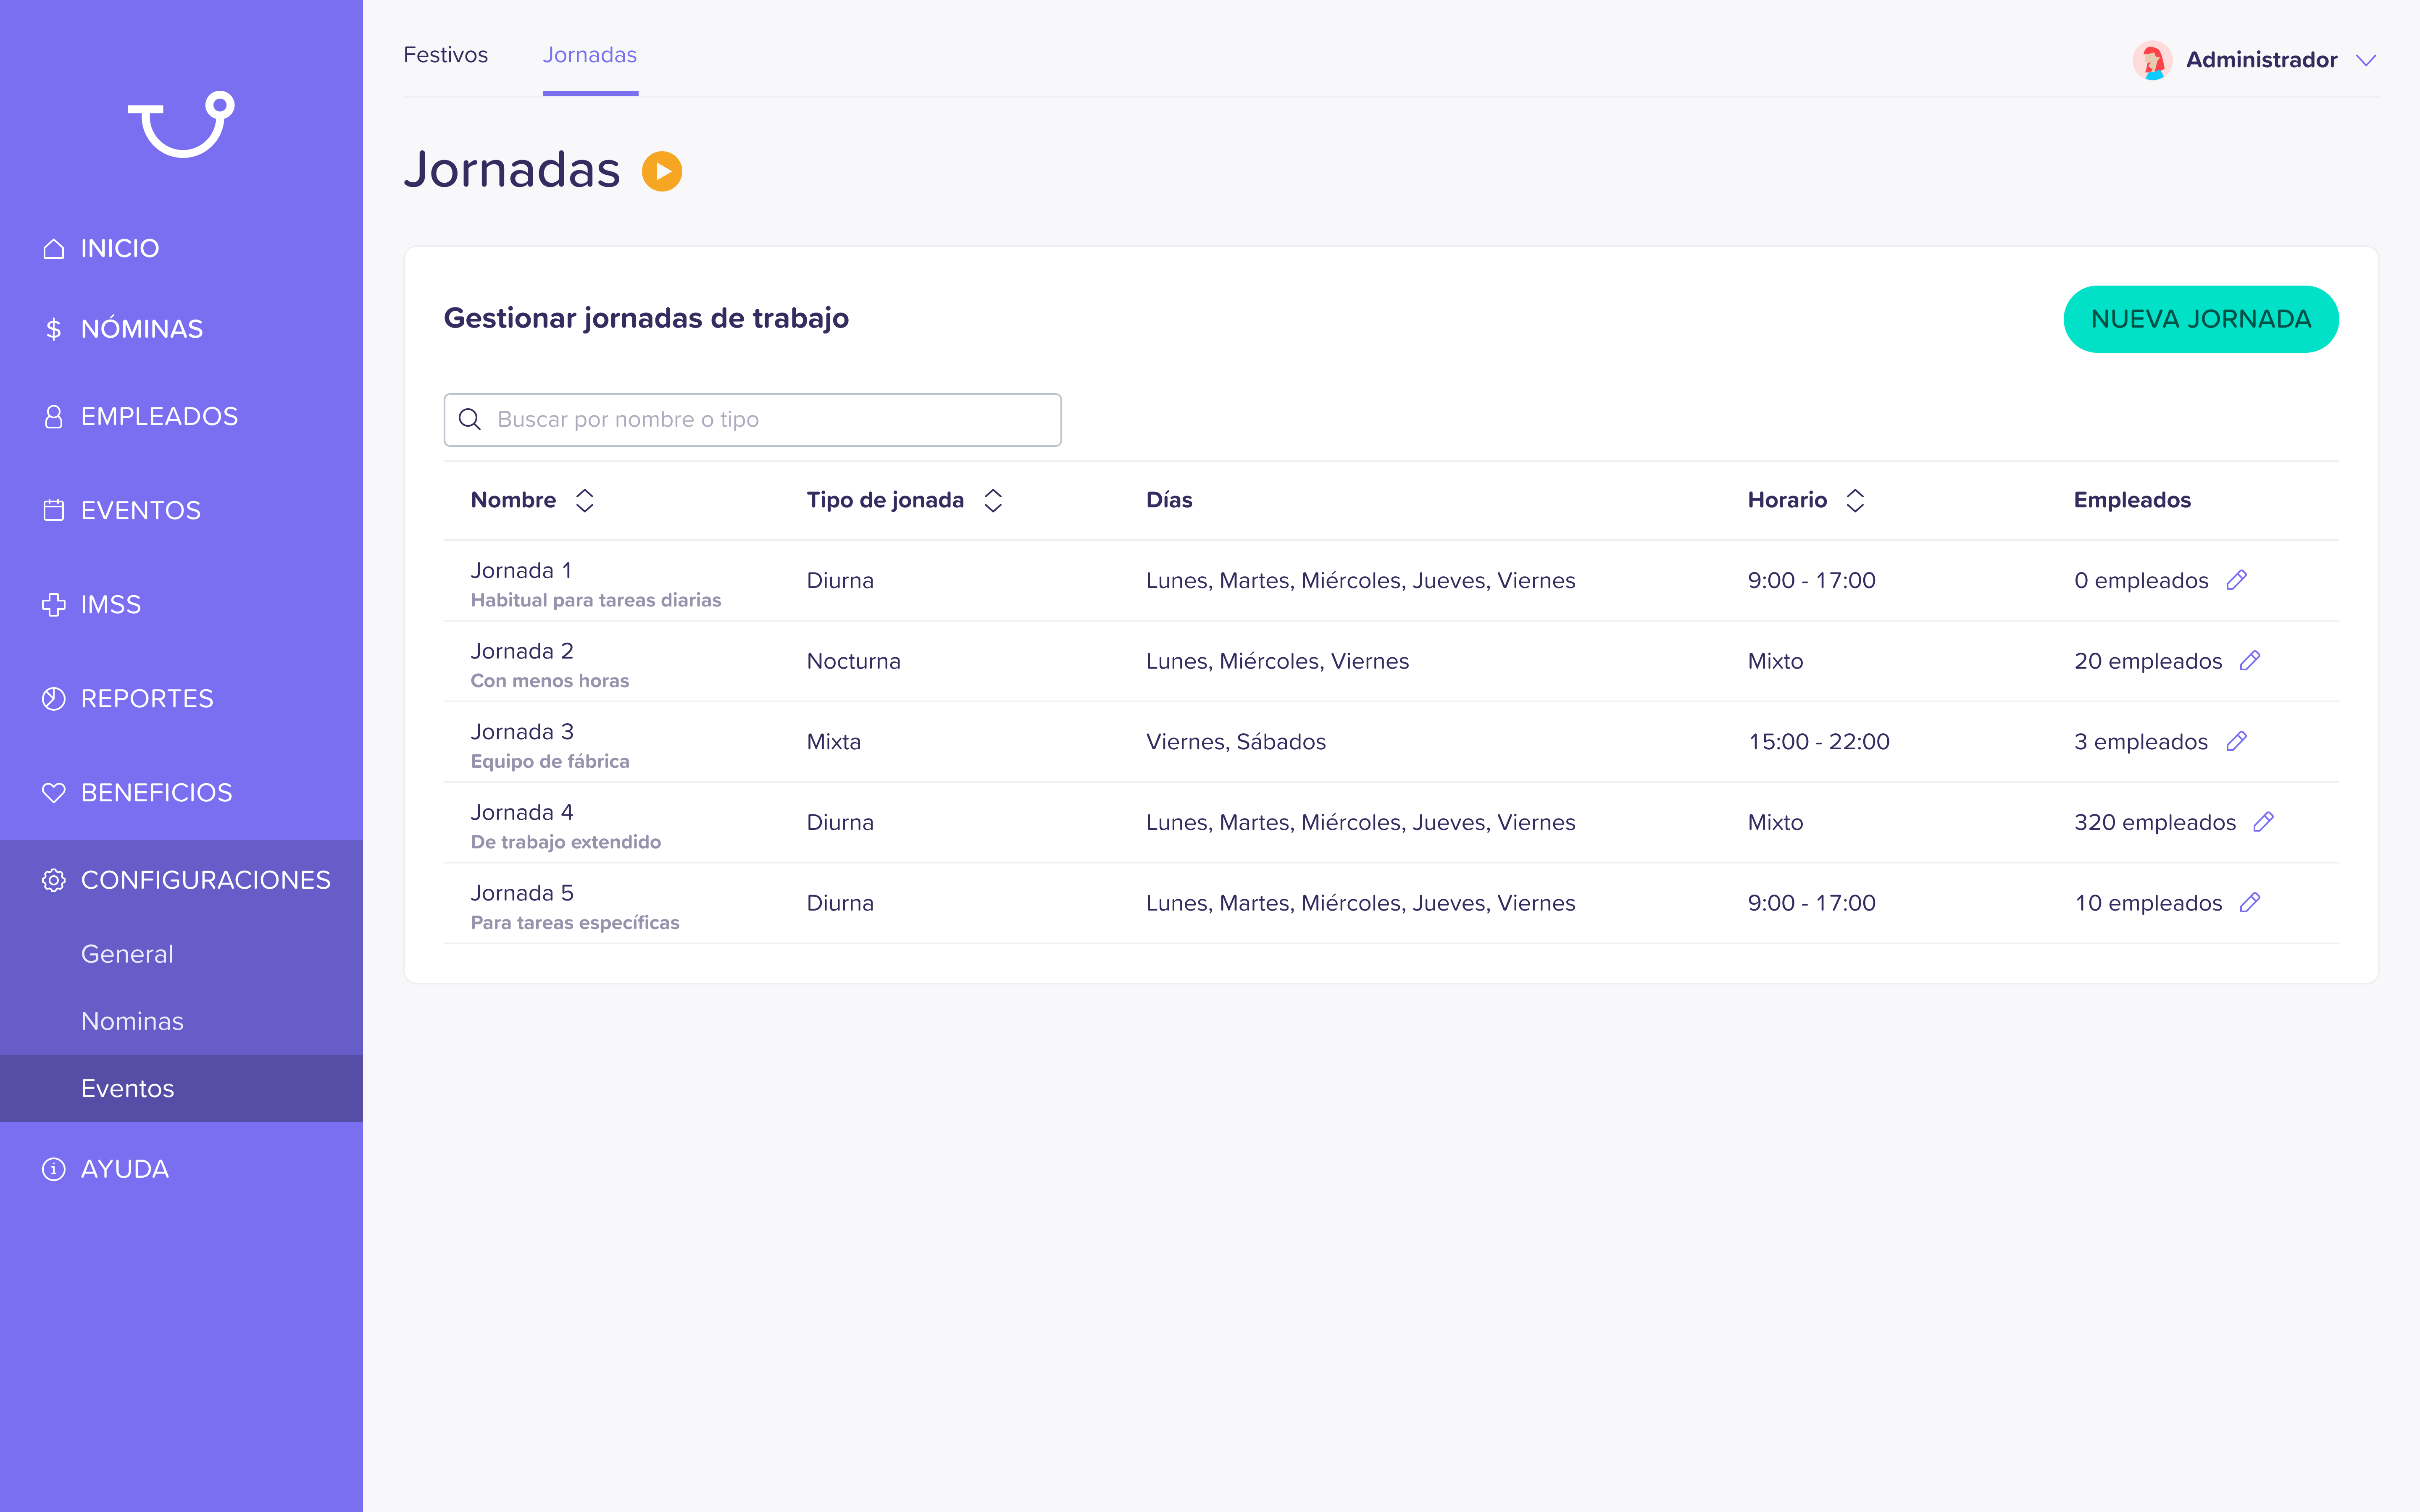 INICIO
NÓMINAS
EMPLEADOS
EVENTOS
IMSS
REPORTES
BENEFICIOS
CONFIGURACIONES
General
Nominas
Eventos
AYUDA
Festivos Jornadas
Administrador
Jornadas
Gestionar jornadas de trabajo
NUEVA JORNADA
Buscar por nombre o tipo
Nombre Tipo de jonada Días Horario Empleados
Jornada 1
Habitual para tareas diarias
Diurna Lunes, Martes, Miércoles, Jueves, Viernes 9:00 - 17:00 0 empleados
Jornada 2
Con menos horas
Nocturna Lunes, Miércoles, Viernes Mixto 20 empleados
Jornada 3
Equipo de fábrica
Mixta Viernes, Sábados 15:00 - 22:00 3 empleados
Jornada 4
De trabajo extendido
Diurna Lunes, Martes, Miércoles, Jueves, Viernes Mixto 320 empleados
Jornada 5
Para tareas específicas
Diurna Lunes, Martes, Miércoles, Jueves, Viernes 9:00 - 17:00 10 empleados